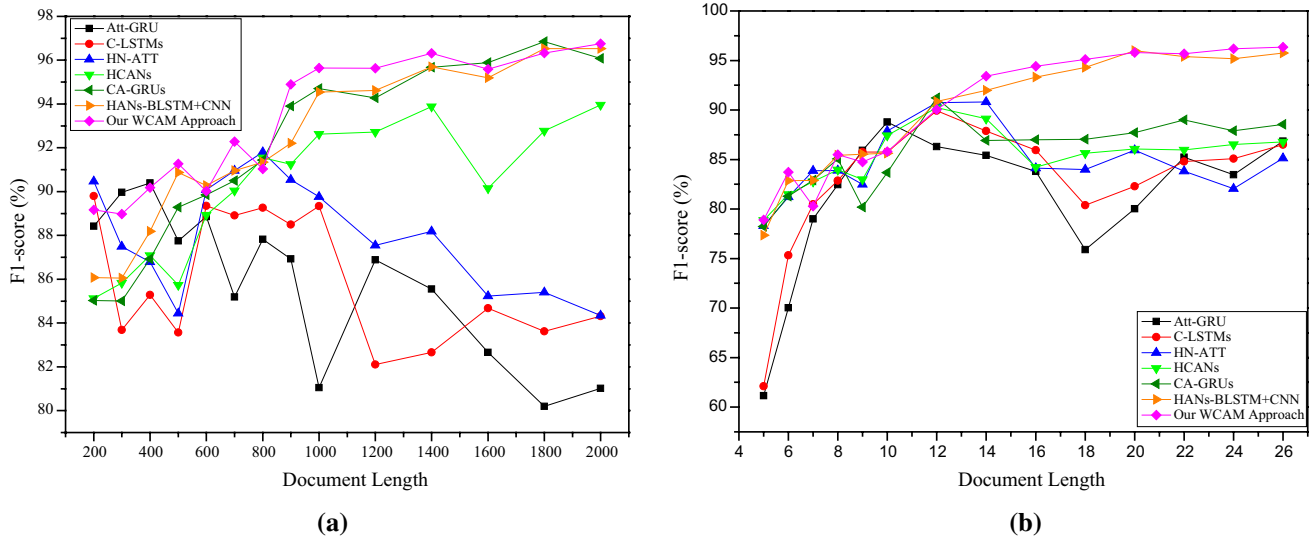 98
96
94
92
90
88
86
84
82
80
F1-score (%)
Att-GRU
C-LSTMs
HN-ATT
HCANs
CA-GRUs
HANs-BLSTM+CNN
Our WCAM Approach
200 400 600 800 1000 1200 1400 1600 1800 2000
Document Length
(a)
100
95
90
85
80
75
70
65
60
F1-score (%)
Att-GRU
C-LSTMs
HN-ATT
HCANs
CA-GRUs
HANs-BLSTM+CNN
Our WCAM Approach
4 6 8 10 12 14 16 18 20 22 24 26
Document Length
(b)